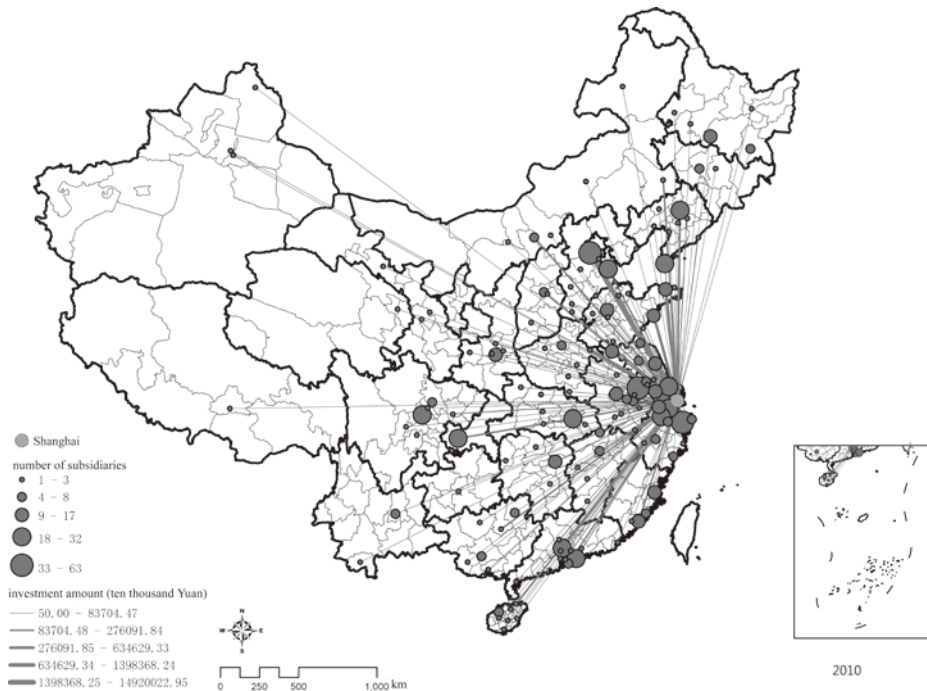 Shanghai
number of subsidiaries
1 - 3
4 - 8
9 - 17
18 - 32
33 - 63
investment amount (ten thousand Yuan)
50.00 - 83704.47
83704.48 - 276091.84
276091.85 - 634629.33
634629.34 - 1398368.24
1398368.25 - 14920022.95
N
W E
S
0 250 500 1,000 km
2010